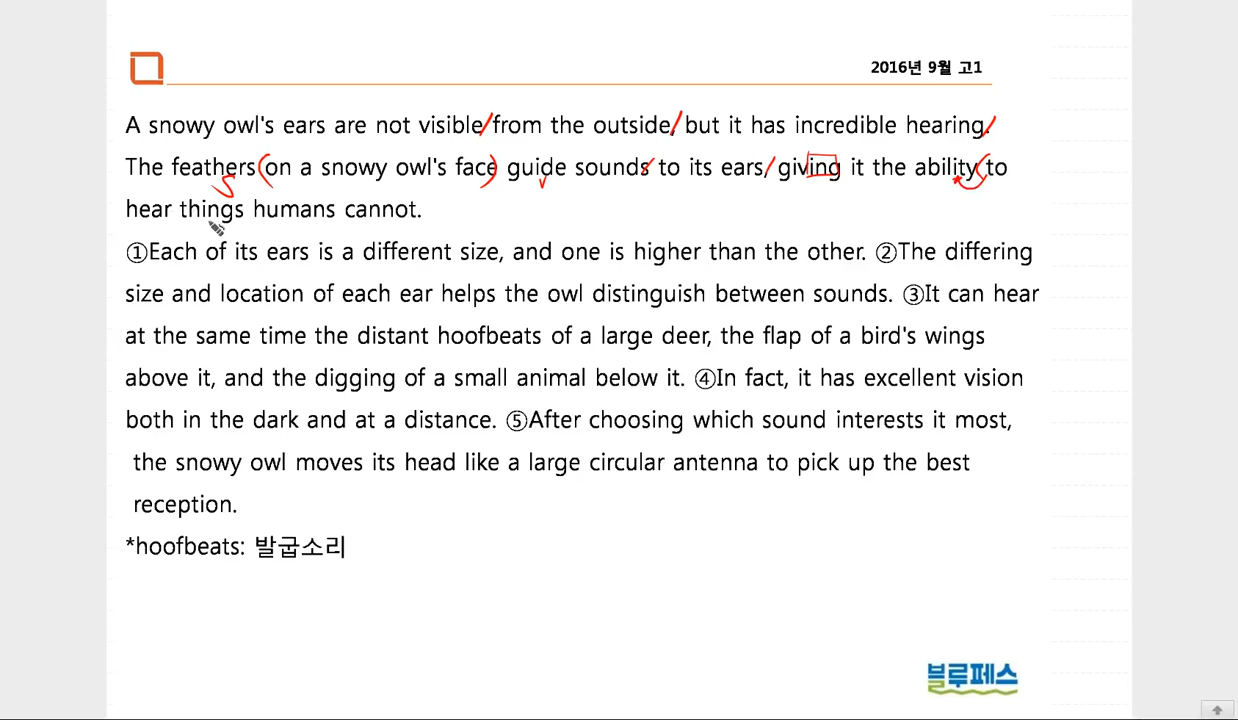 2016년 9월 고1
A snowy owl's ears are not visible from the outside, but it has incredible hearing.
The feathers on a snowy owl's face guide sounds to its ears, giving it the ability to
hear things humans cannot.
①Each of its ears is a different size, and one is higher than the other. ②The differing
size and location of each ear helps the owl distinguish between sounds. ③It can hear
at the same time the distant hoofbeats of a large deer, the flap of a bird's wings
above it, and the digging of a small animal below it. ④In fact, it has excellent vision
both in the dark and at a distance. ⑤After choosing which sound interests it most,
the snowy owl moves its head like a large circular antenna to pick up the best
reception.
*hoofbeats: 발굽소리
블루페스